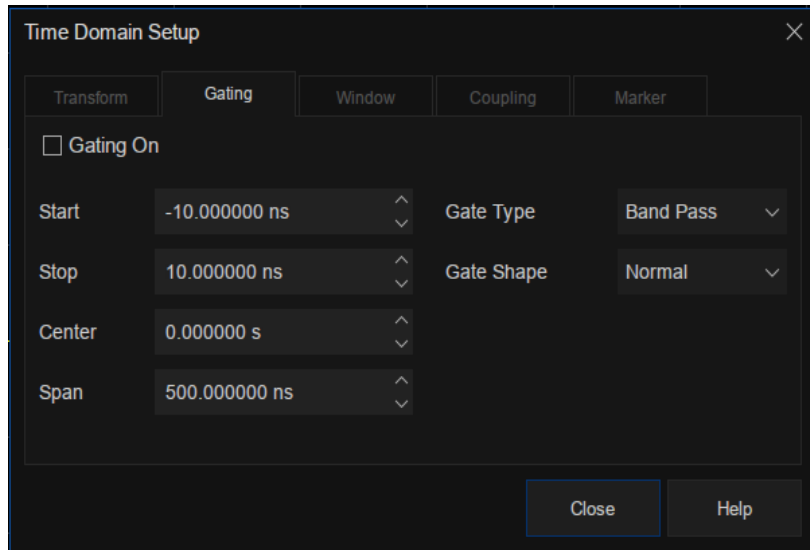 Time Domain Setup
Transform Gating Window Coupling Marker
Gating On
Start -10.000000 ns Gate Type Band Pass
Stop 10.000000 ns Gate Shape Normal
Center 0.000000 s
Span 500.000000 ns
Close Help